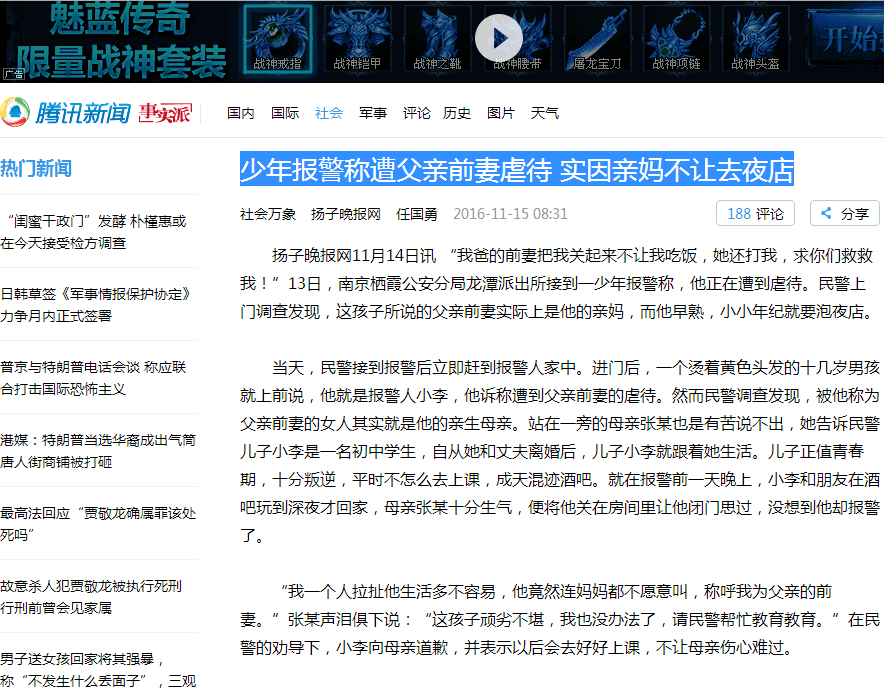 魅蓝传奇
限量战神套装
广告
战神戒指
战神铠甲
战神之靴
战神腰带
屠龙宝刀
战神项链
战神头盔
开始
腾讯新闻 事实派
国内 国际 社会 军事 评论 历史 图片 天气
热门新闻
“闺蜜干政门”发酵 朴槿惠或
在今天接受检方调查
日韩草签《军事情报保护协定》
力争月内正式签署
普京与特朗普电话会谈 称应联
合打击国际恐怖主义
港媒：特朗普当选华裔成出气筒
唐人街商铺被打砸
最高法回应“贾敬龙确属罪该处
死吗”
故意杀人犯贾敬龙被执行死刑
行刑前曾会见家属
男子送女孩回家将其强暴，
称“不发生什么丢面子”，三观
少年报警称遭父亲前妻虐待 实因亲妈不让去夜店
社会万象 扬子晚报网 任国勇 2016-11-15 08:31
188 评论
分享
扬子晚报网11月14日讯 “我爸的前妻把我关起来不让我吃饭，她还打我，求你们救救
我！”13日，南京栖霞公安分局龙潭派出所接到一少年报警称，他正在遭到虐待。民警上
门调查发现，这孩子所说的父亲前妻实际上是他的亲妈，而他早熟，小小年纪就要泡夜店。
当天，民警接到报警后立即赶到报警人家中。进门后，一个烫着黄色头发的十几岁男孩
就上前说，他就是报警人小李，他诉称遭到父亲前妻的虐待。然而民警调查发现，被他称为
父亲前妻的女人其实就是他的亲生母亲。站在一旁的母亲张某也是有苦说不出，她告诉民警
儿子小李是一名初中学生，自从她和丈夫离婚后，儿子小李就跟着她生活。儿子正值青春
期，十分叛逆，平时不怎么去上课，成天混迹酒吧。就在报警前一天晚上，小李和朋友在酒
吧玩到深夜才回家，母亲张某十分生气，便将他关在房间里让他闭门思过，没想到他却报警
了。
“我一个人拉扯他生活多不容易，他竟然连妈妈都不愿意叫，称呼我为父亲的前
妻。”张某声泪俱下说：“这孩子顽劣不堪，我也没办法了，请民警帮忙教育教育。”在民
警的劝导下，小李向母亲道歉，并表示以后会去好好上课，不让母亲伤心难过。